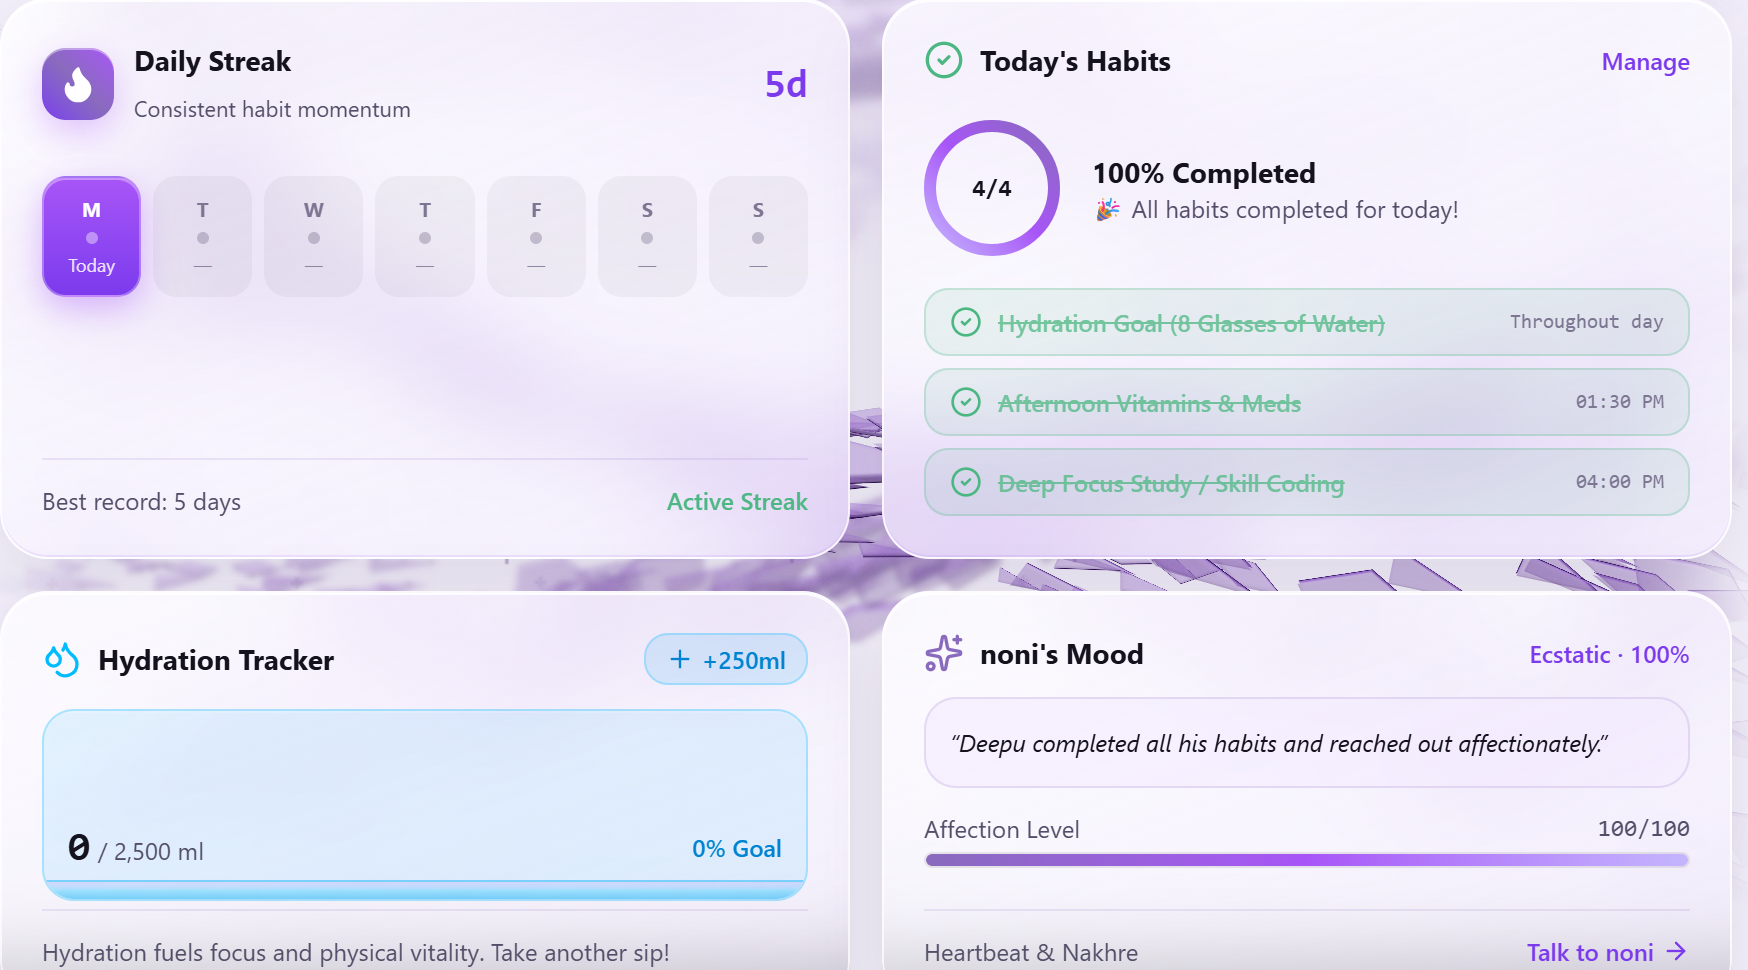 Daily Streak
Consistent habit momentum
5d
M T W T F S S
Today — — — — — —
Best record: 5 days
Active Streak
Today's Habits
Manage
4/4
100% Completed
🎉 All habits completed for today!
Hydration Goal (8 Glasses of Water) Throughout day
Afternoon Vitamins & Meds 01:30 PM
Deep Focus Study / Skill Coding 04:00 PM
Hydration Tracker
+ +250ml
0 / 2,500 ml
0% Goal
Hydration fuels focus and physical vitality. Take another sip!
noni's Mood
Ecstatic · 100%
“Deepu completed all his habits and reached out affectionately.”
Affection Level 100/100
Heartbeat & Nakhre
Talk to noni →